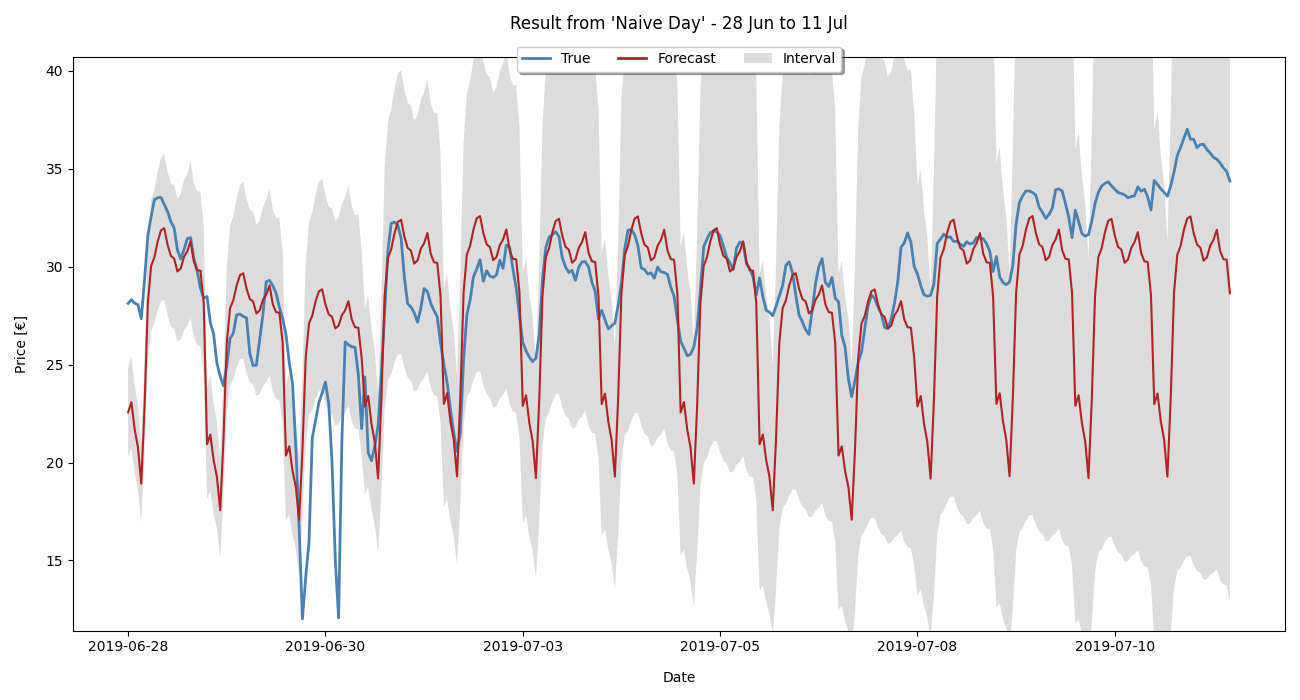 Result from 'Naive Day' - 28 Jun to 11 Jul
True Forecast Interval
40
35
30
25
20
15
Price [€]
2019-06-28 2019-06-30 2019-07-03 2019-07-05 2019-07-08 2019-07-10
Date